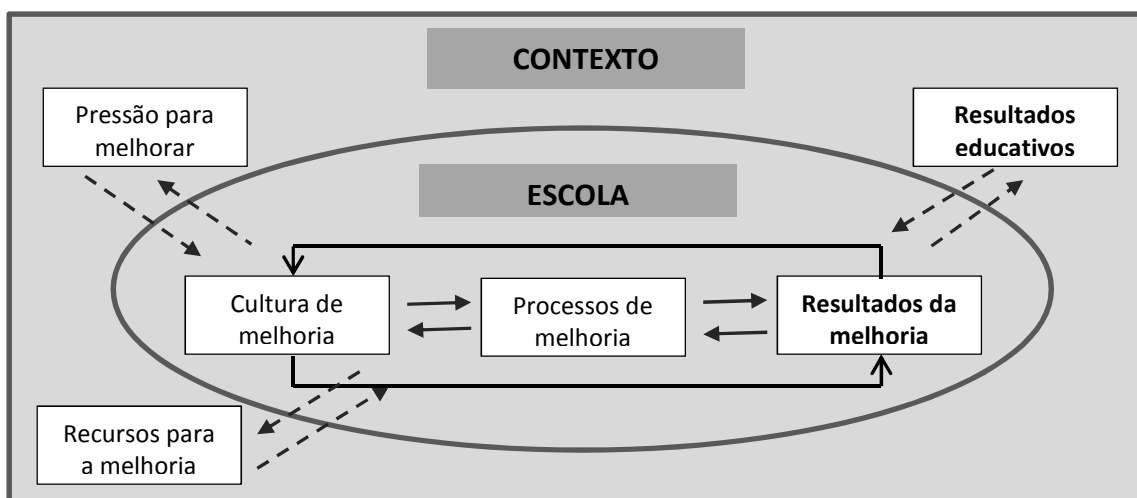 CONTEXTO
Pressão para
melhorar
Resultados
educativos
ESCOLA
Cultura de
melhoria
Processos de
melhoria
Resultados da
melhoria
Recursos para
a melhoria